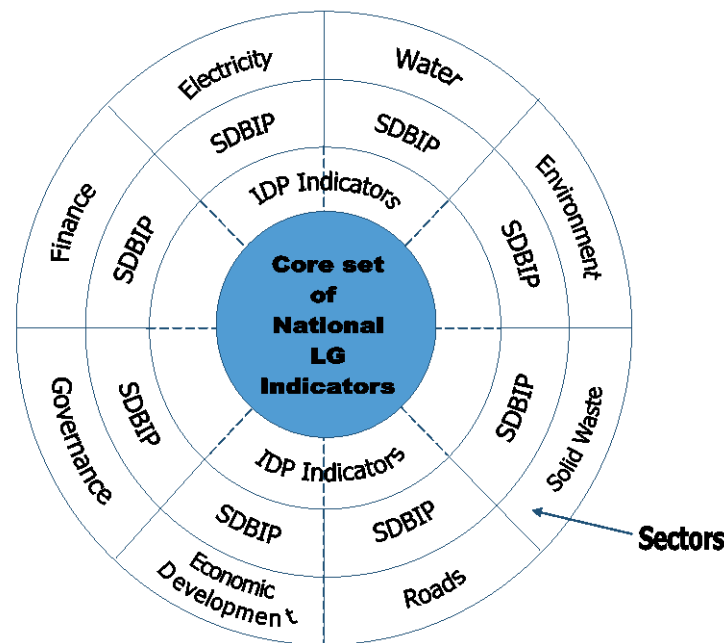 Electricity
Water
SDBIP
SDBIP
Finance
SDBIP
IDP Indicators
SDBIP
Environment
Core set
of
National
LG
Indicators
Governance
SDBIP
IDP Indicators
SDBIP
Solid Waste
SDBIP
SDBIP
Sectors
Economic
Development
Roads